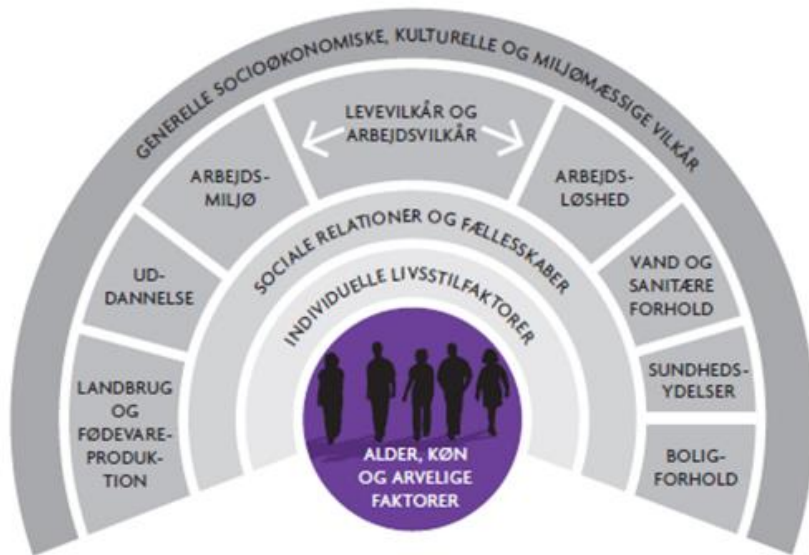 GENERELLE SOCIOØKONOMISKE, KULTURELLE OG MILJØMÆSSIGE VILKÅR
LEVEVILKÅR OG
ARBEJDSVILKÅR
ARBEJDS-
MILJØ
ARBEJDS-
LØSHED
UD-
DANNELSE
VAND OG
SANITÆRE
FORHOLD
LANDBRUG
OG
FØDEVARE-
PRODUK-
TION
SUNDHEDS-
YDELSER
BOLIG-
FORHOLD
SOCIALE RELATIONER OG FÆLLESSKABER
INDIVIDUELLE LIVSSTILFAKTORER
ALDER, KØN
OG ARVELIGE
FAKTORER